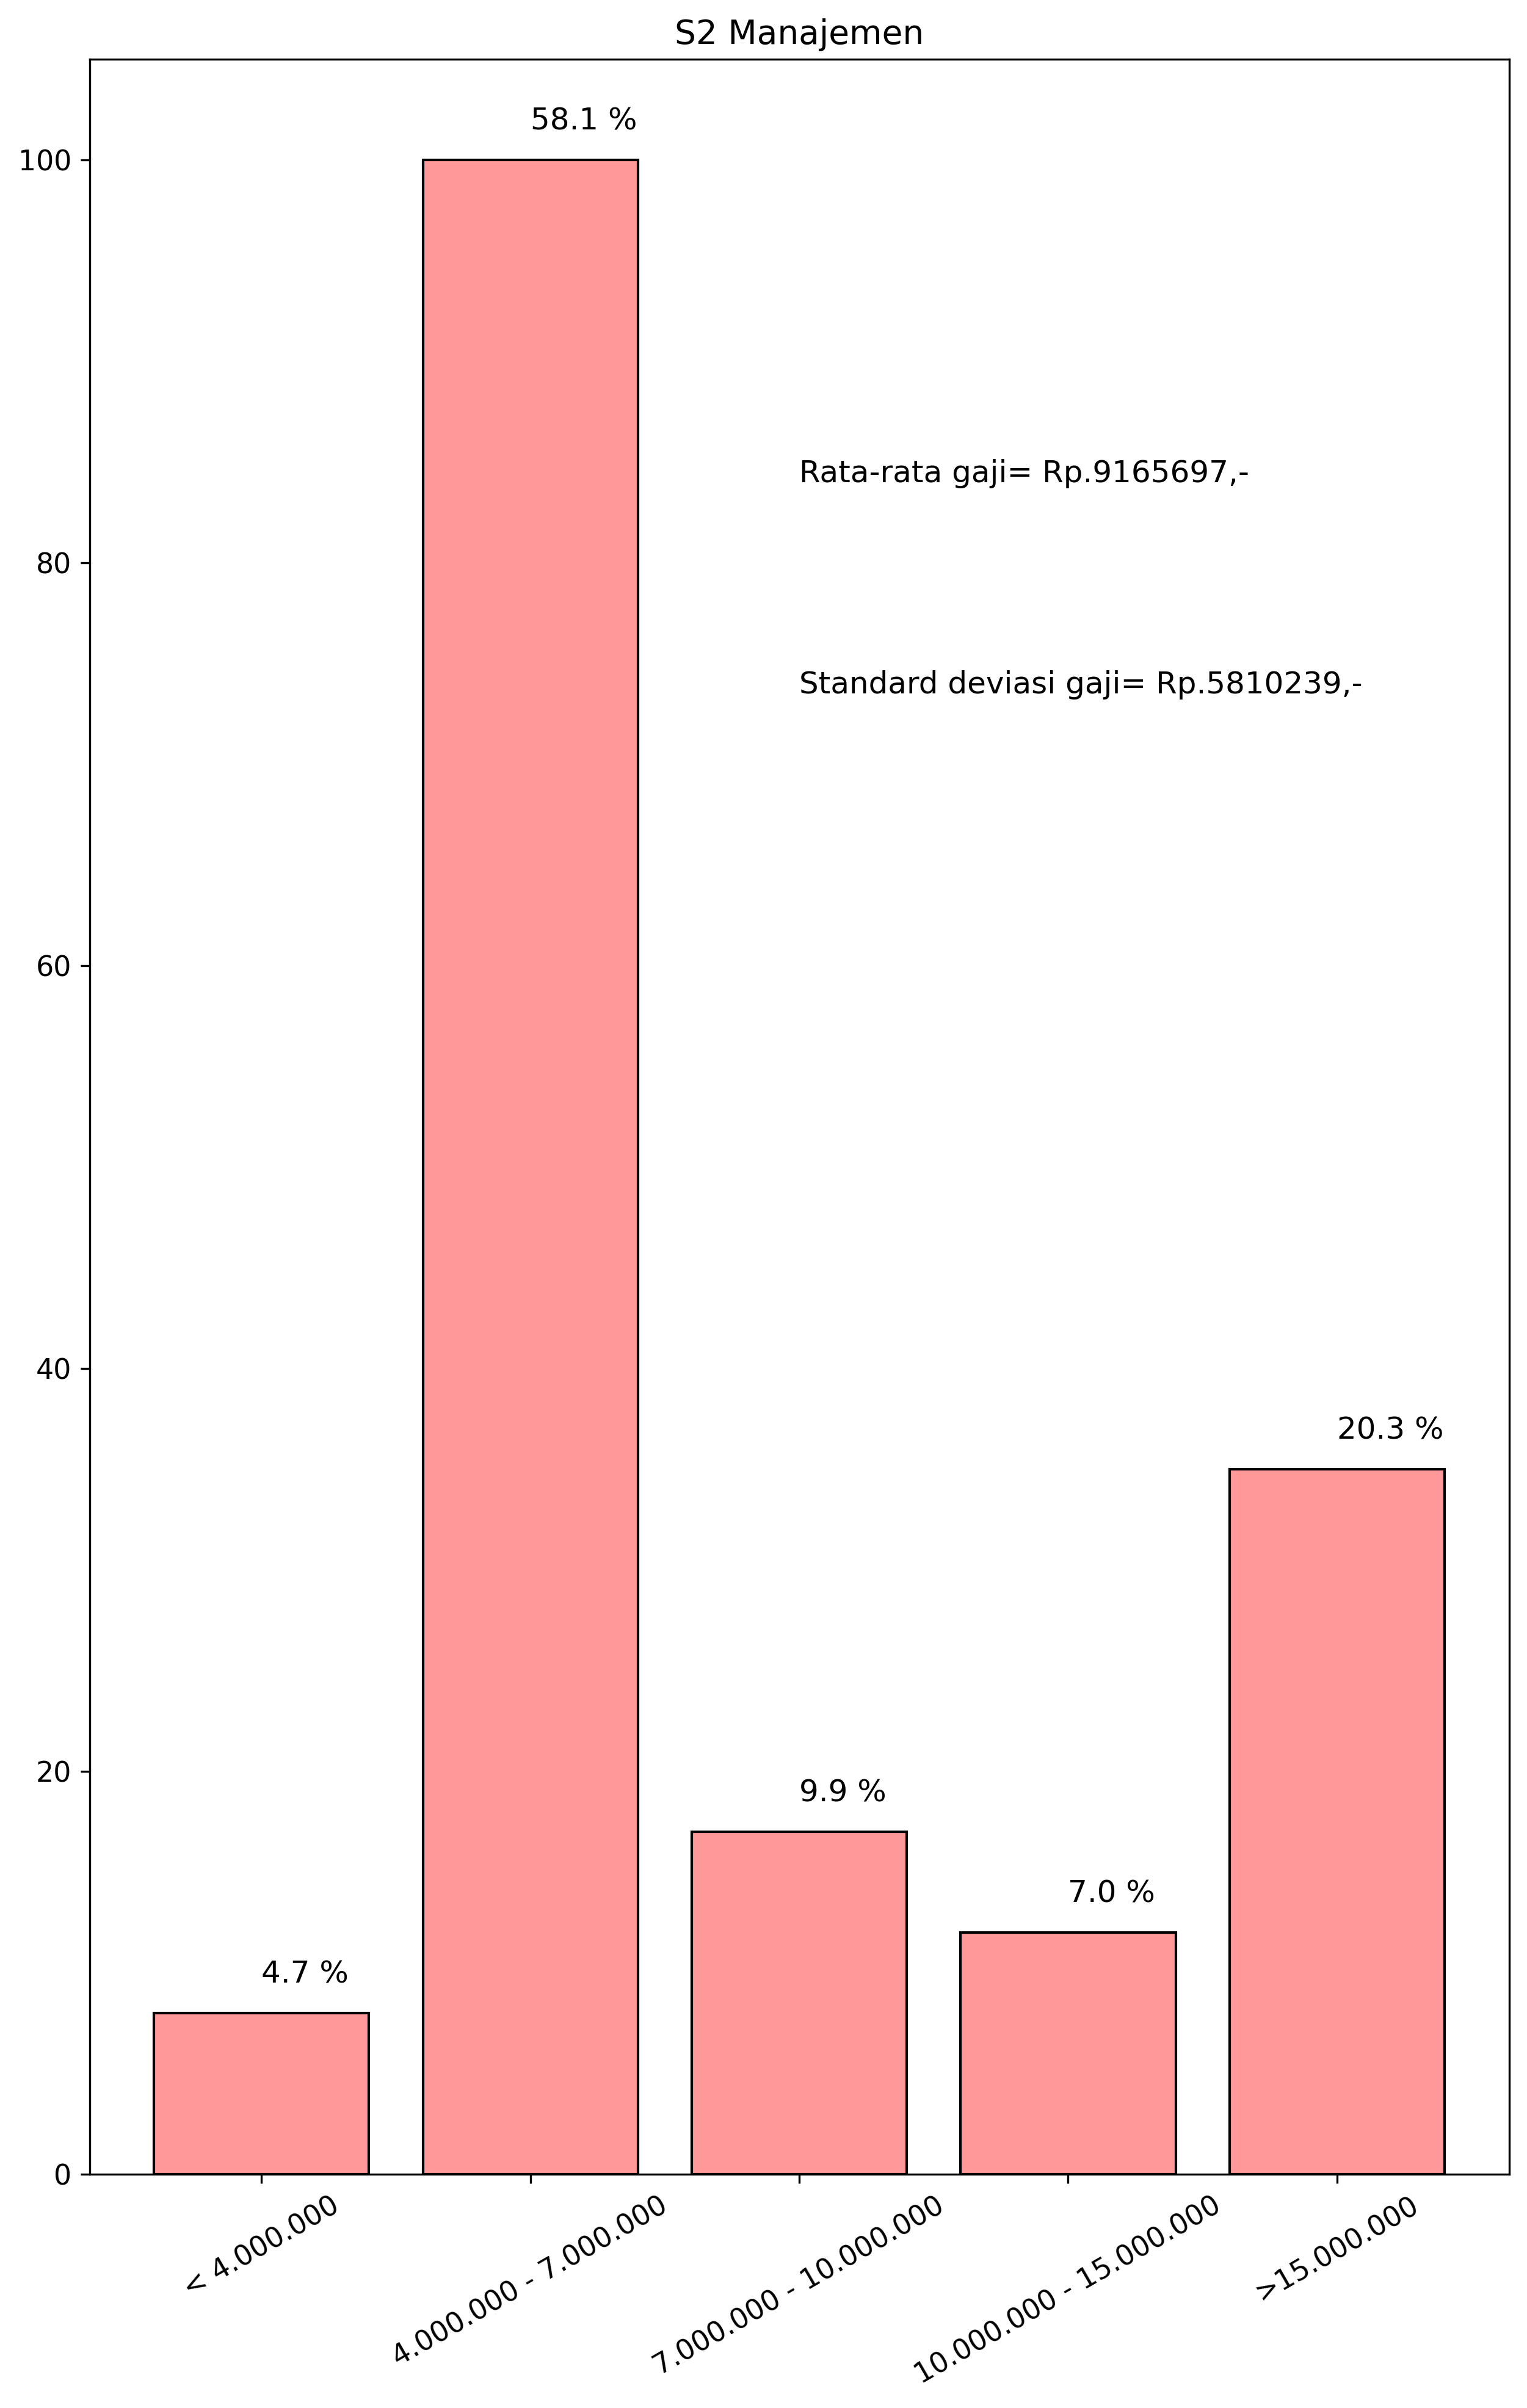 S2 Manajemen
58.1 %
100
Rata-rata gaji= Rp.9165697,-
80
Standard deviasi gaji= Rp.5810239,-
60
40
20.3 %
20
9.9 %
7.0 %
4.7 %
0
< 4.000.000
4.000.000 - 7.000.000
7.000.000 - 10.000.000
10.000.000 - 15.000.000
>15.000.000